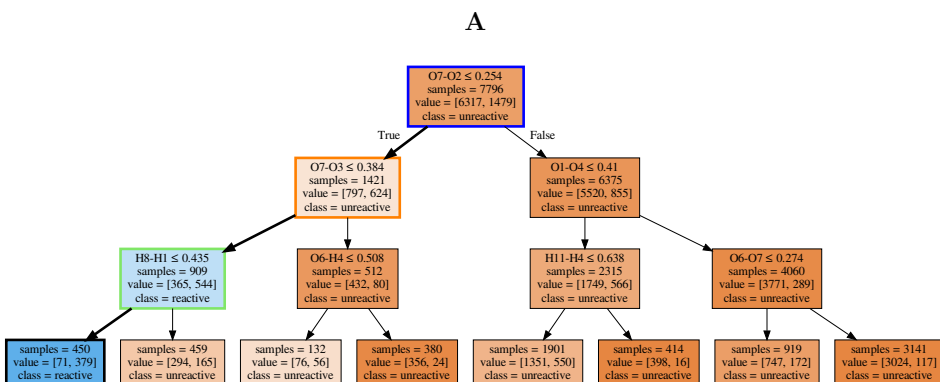 A
O7-O2 ≤ 0.254
samples = 7796
value = [6317, 1479]
class = unreactive
True
False
O7-O3 ≤ 0.384
samples = 1421
value = [797, 624]
class = unreactive
O1-O4 ≤ 0.41
samples = 6375
value = [5520, 855]
class = unreactive
H8-H1 ≤ 0.435
samples = 909
value = [365, 544]
class = reactive
O6-H4 ≤ 0.508
samples = 512
value = [432, 80]
class = unreactive
H11-H4 ≤ 0.638
samples = 2315
value = [1749, 566]
class = unreactive
O6-O7 ≤ 0.274
samples = 4060
value = [3771, 289]
class = unreactive
samples = 450
value = [71, 379]
class = reactive
samples = 459
value = [294, 165]
class = unreactive
samples = 132
value = [76, 56]
class = unreactive
samples = 380
value = [356, 24]
class = unreactive
samples = 1901
value = [1351, 550]
class = unreactive
samples = 414
value = [398, 16]
class = unreactive
samples = 919
value = [747, 172]
class = unreactive
samples = 3141
value = [3024, 117]
class = unreactive